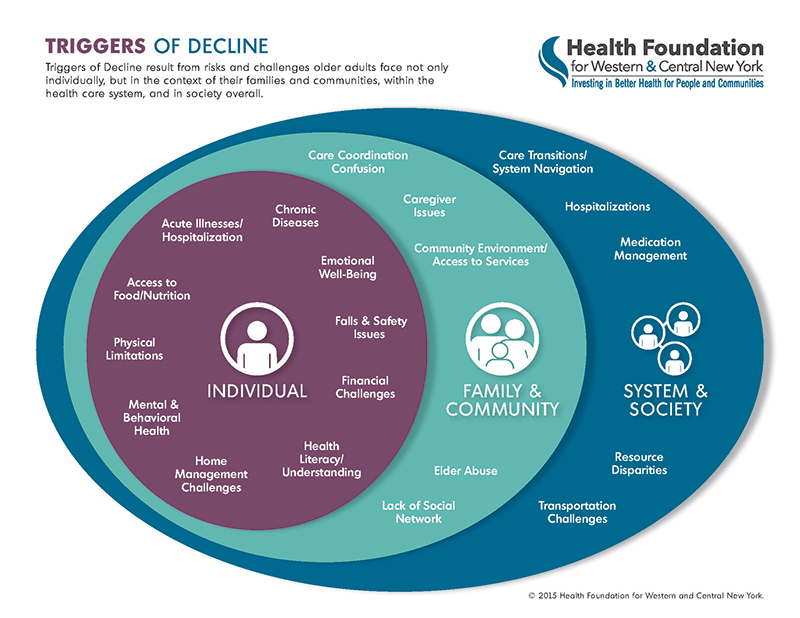 TRIGGERS OF DECLINE
Triggers of Decline result from risks and challenges older adults face not only
individually, but in the context of their families and communities, within the
health care system, and in society overall.
Health Foundation
for Western & Central New York
Investing in Better Health for People and Communities
Acute Illnesses/
Hospitalization
Chronic
Diseases
Emotional
Well-Being
Access to
Food/Nutrition
Falls & Safety
Issues
Physical
Limitations
INDIVIDUAL
Financial
Challenges
Mental &
Behavioral
Health
Health
Literacy/
Understanding
Home
Management
Challenges
Care Coordination
Confusion
Caregiver
Issues
Community Environment/
Access to Services
FAMILY &
COMMUNITY
Elder Abuse
Lack of Social
Network
Care Transitions/
System Navigation
Hospitalizations
Medication
Management
SYSTEM &
SOCIETY
Resource
Disparities
Transportation
Challenges
© 2015 Health Foundation for Western and Central New York.